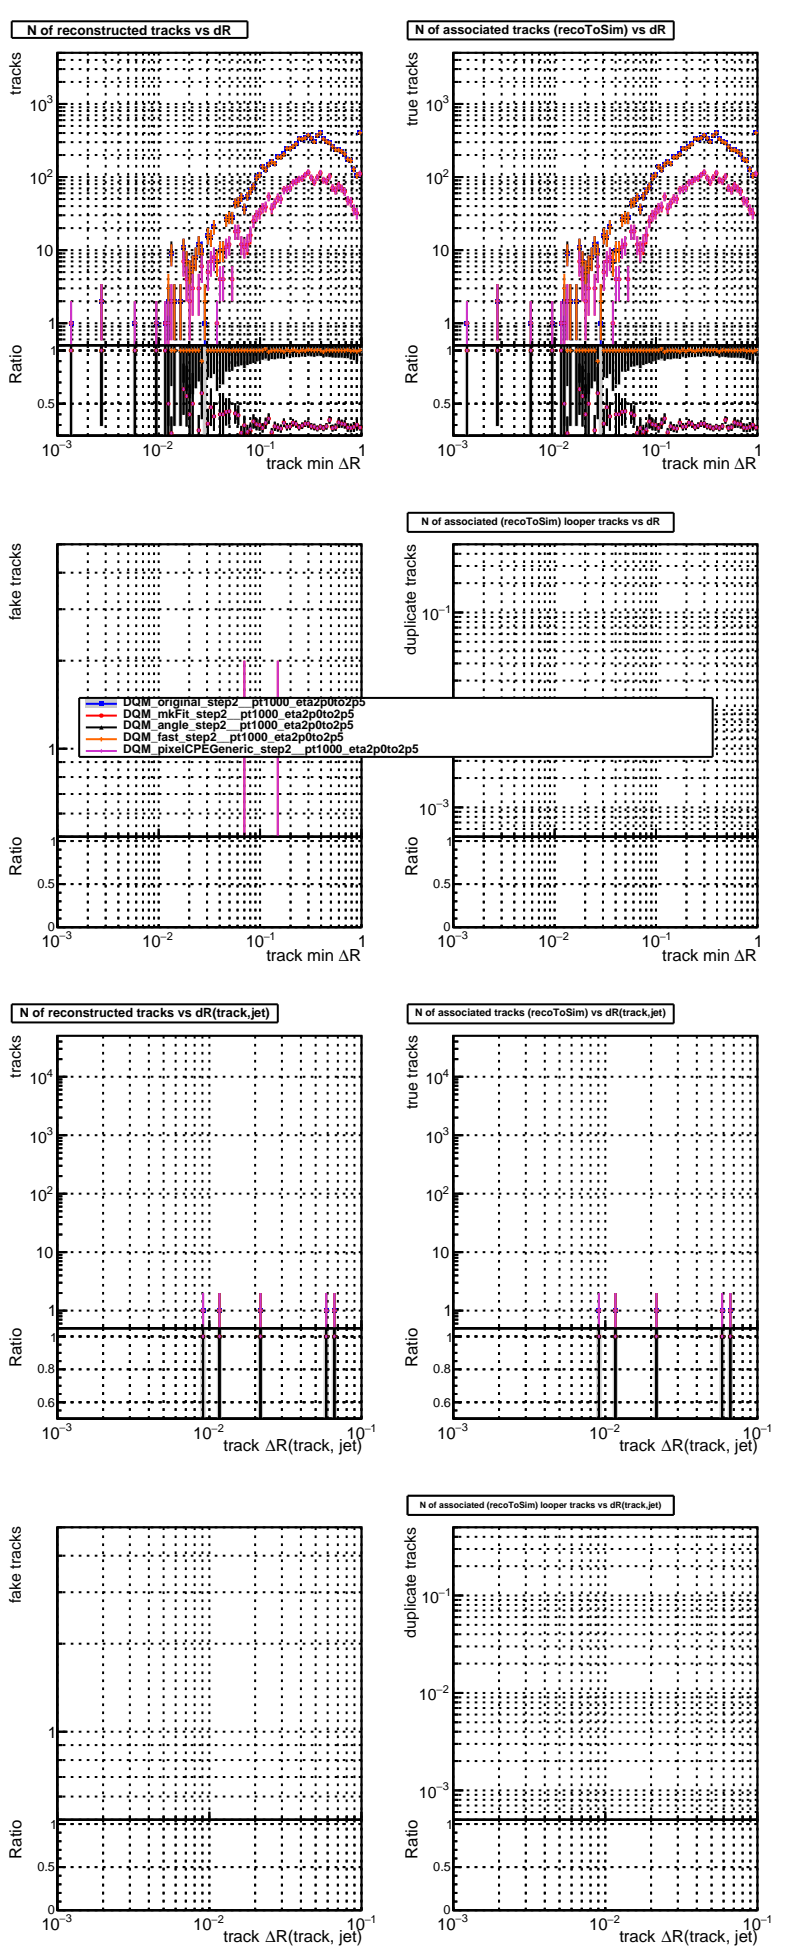 N of reconstructed tracks vs dR
N of associated tracks (recoToSim) vs dR
tracks
10³
10²
10
1
Ratio
1
0.5
10⁻³ 10⁻² 10⁻¹ 1
track min ΔR
true tracks
10³
10²
10
1
Ratio
1
0.5
10⁻³ 10⁻² 10⁻¹ 1
track min ΔR
N of associated (recoToSim) looper tracks vs dR
fake tracks
1
Ratio
1
0.5
0
10⁻³ 10⁻² 10⁻¹ 1
track min ΔR
duplicate tracks
10⁻¹
10⁻³
Ratio
1
0.5
0
10⁻³ 10⁻² 10⁻¹ 1
track min ΔR
DQM_original_step2__pt1000_eta2p0to2p5
DQM_mkFit_step2__pt1000_eta2p0to2p5
DQM_angle_step2__pt1000_eta2p0to2p5
DQM_fast_step2__pt1000_eta2p0to2p5
DQM_pixelCPEGeneric_step2__pt1000_eta2p0to2p5
N of reconstructed tracks vs dR(track,jet)
N of associated tracks (recoToSim) vs dR(track,jet)
tracks
10⁴
10³
10²
10
1
Ratio
1
0.8
0.6
10⁻³ 10⁻² 10⁻¹
track ΔR(track, jet)
true tracks
10⁴
10³
10²
10
1
Ratio
1
0.8
0.6
10⁻³ 10⁻² 10⁻¹
track ΔR(track, jet)
N of associated (recoToSim) looper tracks vs dR(track,jet)
fake tracks
1
Ratio
1
0.5
0
10⁻³ 10⁻² 10⁻¹
track ΔR(track, jet)
duplicate tracks
10⁻¹
10⁻²
10⁻³
Ratio
1
0.5
0
10⁻³ 10⁻² 10⁻¹
track ΔR(track, jet)